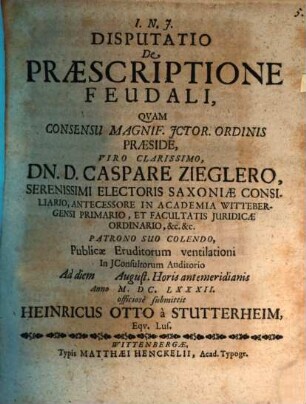 5.
I. N. J.
DISPUTATIO
De
PRÆSCRIPTIONE
FEUDALI,
QVAM
CONSENSU MAGNIF. JCTOR. ORDINIS
PRÆSIDE,
VIRO CLARISSIMO,
DN. D. CASPARE ZIEGLERO,
SERENISSIMI ELECTORIS SAXONIÆ CONSI-
LIARIO, ANTECESSORE IN ACADEMIA WITTEBER-
GENSI PRIMARIO, ET FACULTATIS JURIDICÆ
ORDINARIO, &c. &c.
PATRONO SUO COLENDO,
Publicæ Eruditorum ventilationi
In JConsultorum Auditorio
Ad diem August. Horis antemeridianis
Anno M. DC. LXXXII.
officiosè submittit
HEINRICUS OTTO à STUTTERHEIM,
Eqv. Lus.
WITTENBERGÆ,
Typis MATTHÆI HENCKELII, Acad. Typogr.